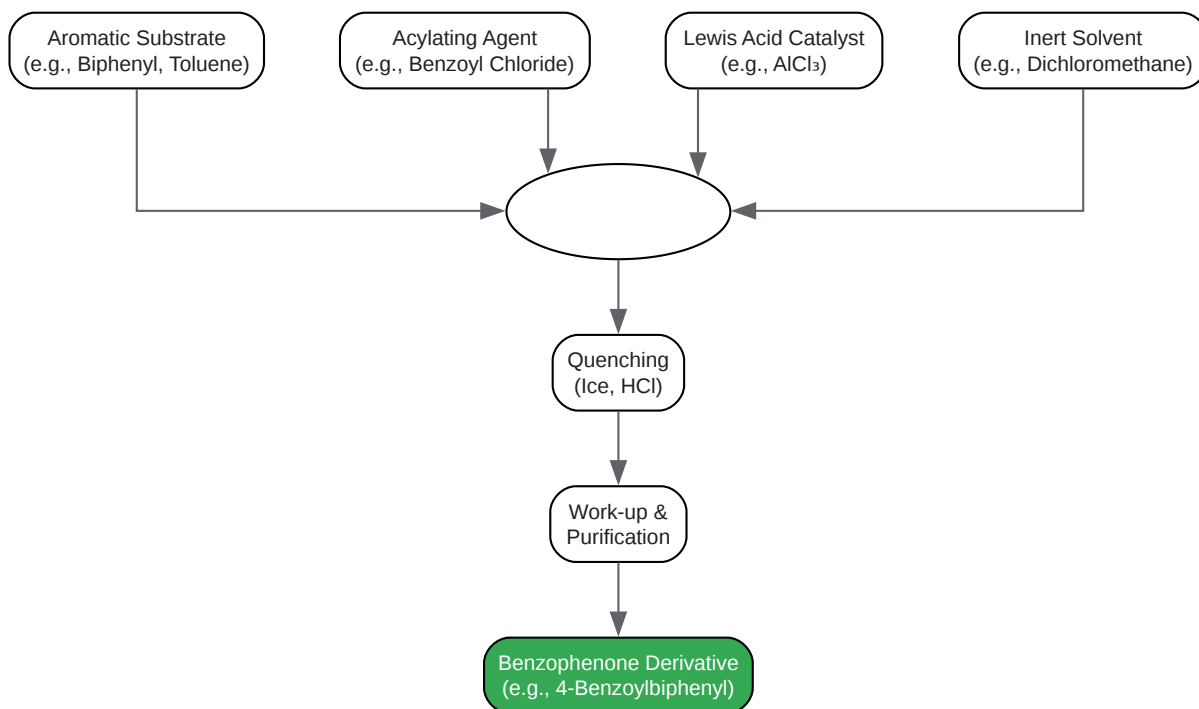 Aromatic Substrate
(e.g., Biphenyl, Toluene)
Acylating Agent
(e.g., Benzoyl Chloride)
Lewis Acid Catalyst
(e.g., AlCl₃)
Inert Solvent
(e.g., Dichloromethane)
Quenching
(Ice, HCl)
Work-up &
Purification
Benzophenone Derivative
(e.g., 4-Benzoylbiphenyl)